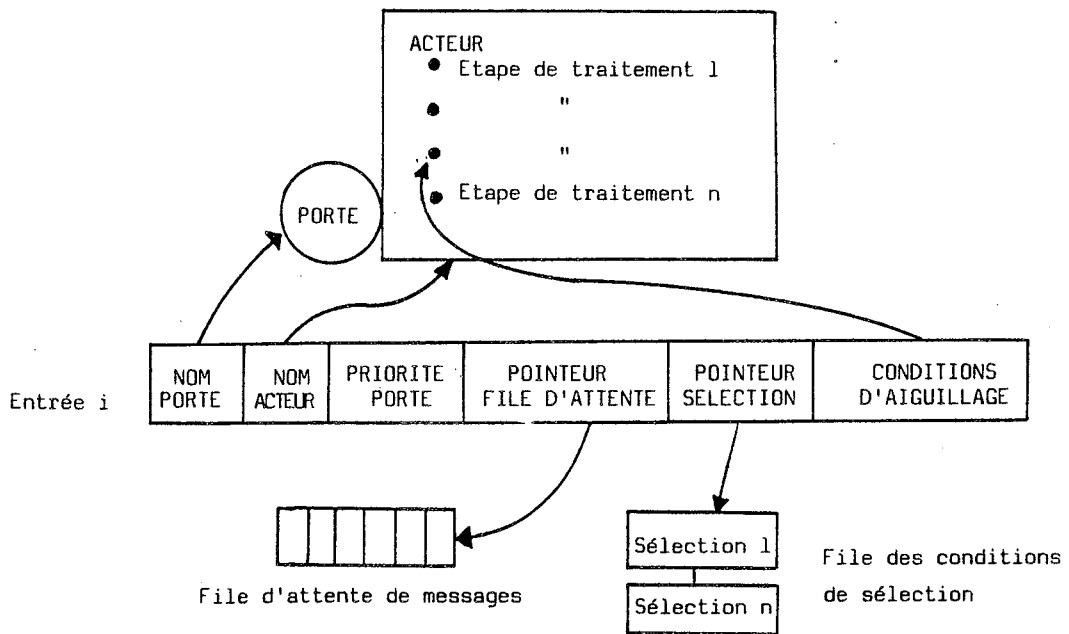 ACTEUR
Etape de traitement 1
"
"
Etape de traitement n
PORTE
Entrée i
NOM PORTE
NOM ACTEUR
PRIORITE PORTE
POINTEUR FILE D'ATTENTE
POINTEUR SELECTION
CONDITIONS D'AIGUILLAGE
File d'attente de messages
Sélection 1
Sélection n
File des conditions
de sélection